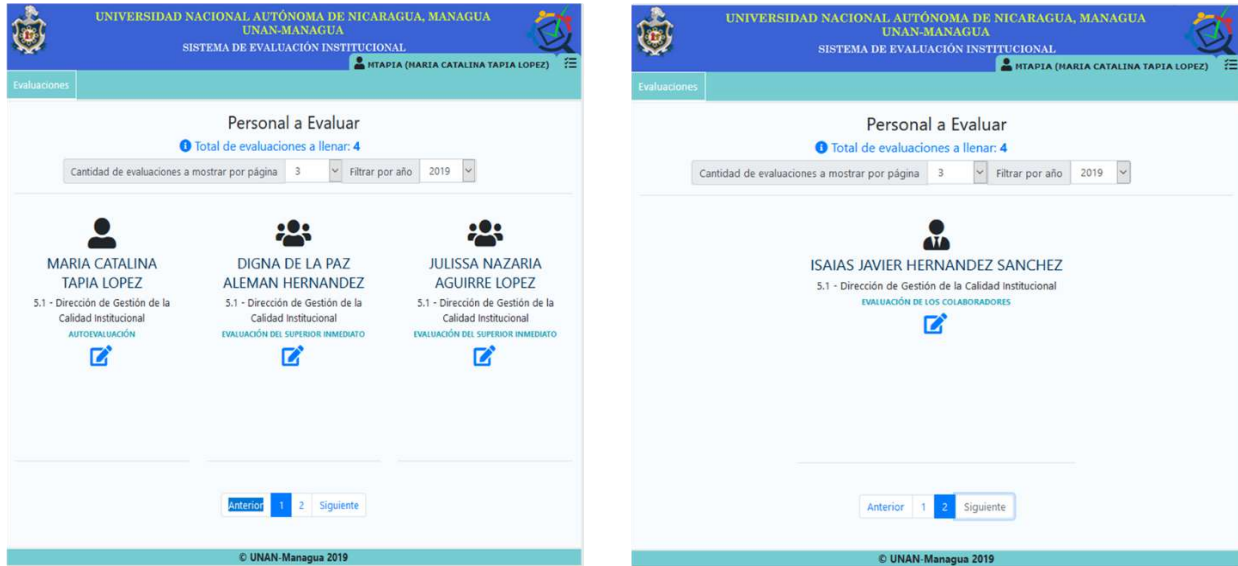 UNIVERSIDAD NACIONAL AUTÓNOMA DE NICARAGUA, MANAGUA
UNAN-MANAGUA
SISTEMA DE EVALUACIÓN INSTITUCIONAL
MTAPIA (MARIA CATALINA TAPIA LOPEZ)
Evaluaciones
Personal a Evaluar
Total de evaluaciones a llenar: 4
Cantidad de evaluaciones a mostrar por página 3 Filtrar por año 2019
MARIA CATALINA
TAPIA LOPEZ
5.1 - Dirección de Gestión de la
Calidad Institucional
AUTOEVALUACIÓN
DIGNA DE LA PAZ
ALEMAN HERNANDEZ
5.1 - Dirección de Gestión de la
Calidad Institucional
EVALUACIÓN DEL SUPERIOR INMEDIATO
JULISSA NAZARIA
AGUIRRE LOPEZ
5.1 - Dirección de Gestión de la
Calidad Institucional
EVALUACIÓN DEL SUPERIOR INMEDIATO
Anterior 1 2 Siguiente
© UNAN-Managua 2019
UNIVERSIDAD NACIONAL AUTÓNOMA DE NICARAGUA, MANAGUA
UNAN-MANAGUA
SISTEMA DE EVALUACIÓN INSTITUCIONAL
MTAPIA (MARIA CATALINA TAPIA LOPEZ)
Evaluaciones
Personal a Evaluar
Total de evaluaciones a llenar: 4
Cantidad de evaluaciones a mostrar por página 3 Filtrar por año 2019
ISAIAS JAVIER HERNANDEZ SANCHEZ
5.1 - Dirección de Gestión de la Calidad Institucional
EVALUACIÓN DE LOS COLABORADORES
Anterior 1 2 Siguiente
© UNAN-Managua 2019